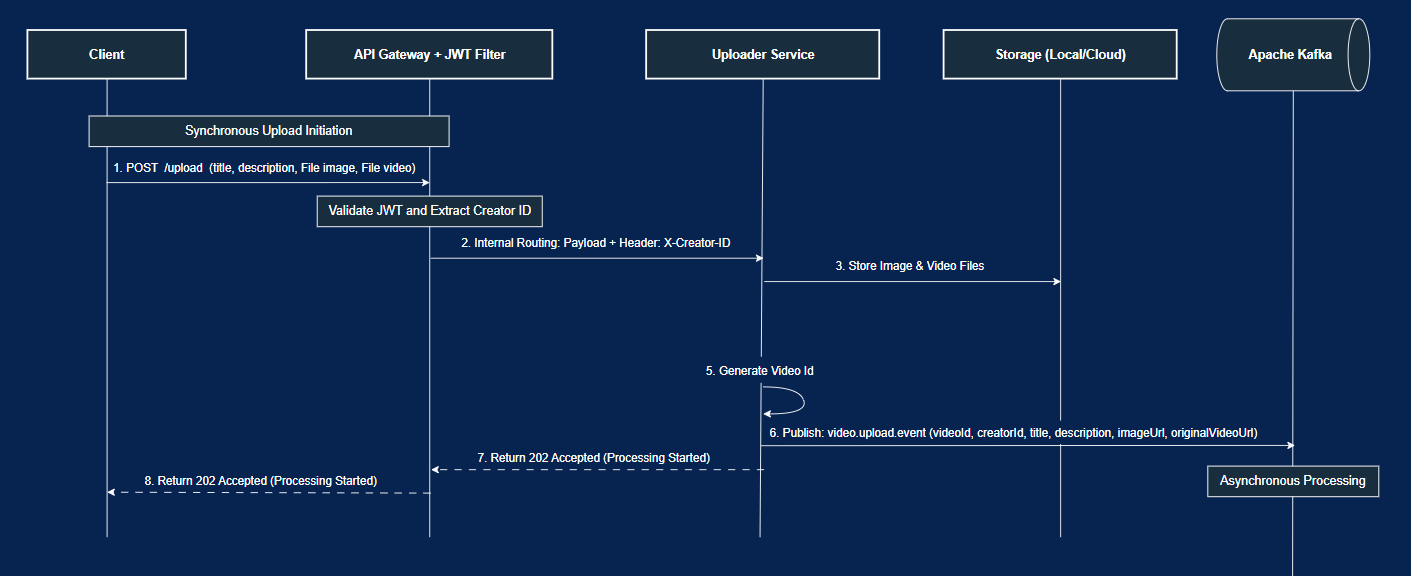 Client
API Gateway + JWT Filter
Uploader Service
Storage (Local/Cloud)
Apache Kafka
Synchronous Upload Initiation
1. POST /upload (title, description, File image, File video)
Validate JWT and Extract Creator ID
2. Internal Routing: Payload + Header: X-Creator-ID
3. Store Image & Video Files
5. Generate Video Id
6. Publish: video.upload.event (videoId, creatorId, title, description, imageUrl, originalVideoUrl)
7. Return 202 Accepted (Processing Started)
8. Return 202 Accepted (Processing Started)
Asynchronous Processing